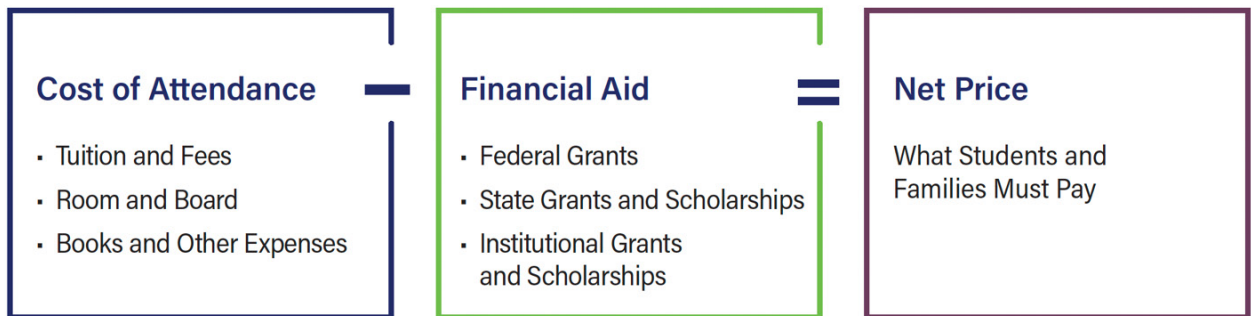 Cost of Attendance
▪ Tuition and Fees
▪ Room and Board
▪ Books and Other Expenses
–
Financial Aid
▪ Federal Grants
▪ State Grants and Scholarships
▪ Institutional Grants
and Scholarships
=
Net Price
What Students and
Families Must Pay